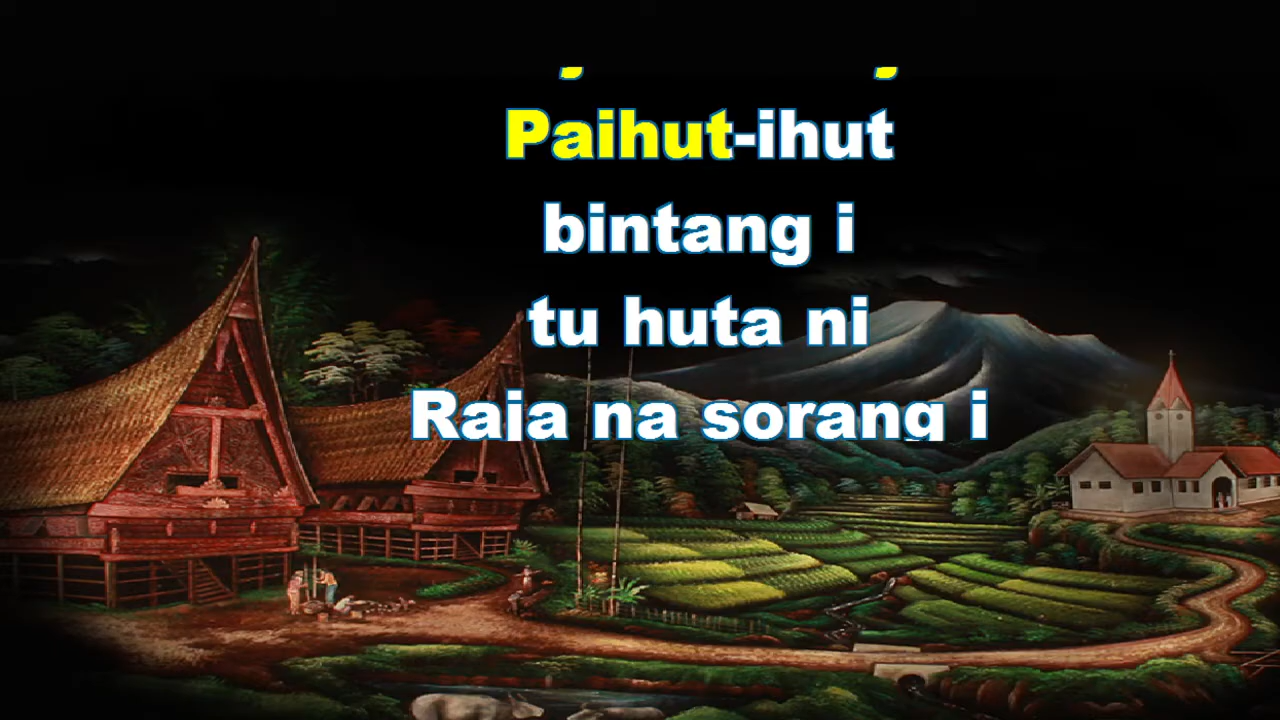 Paihut-ihut
bintang i
tu huta ni
Raja na sorang i